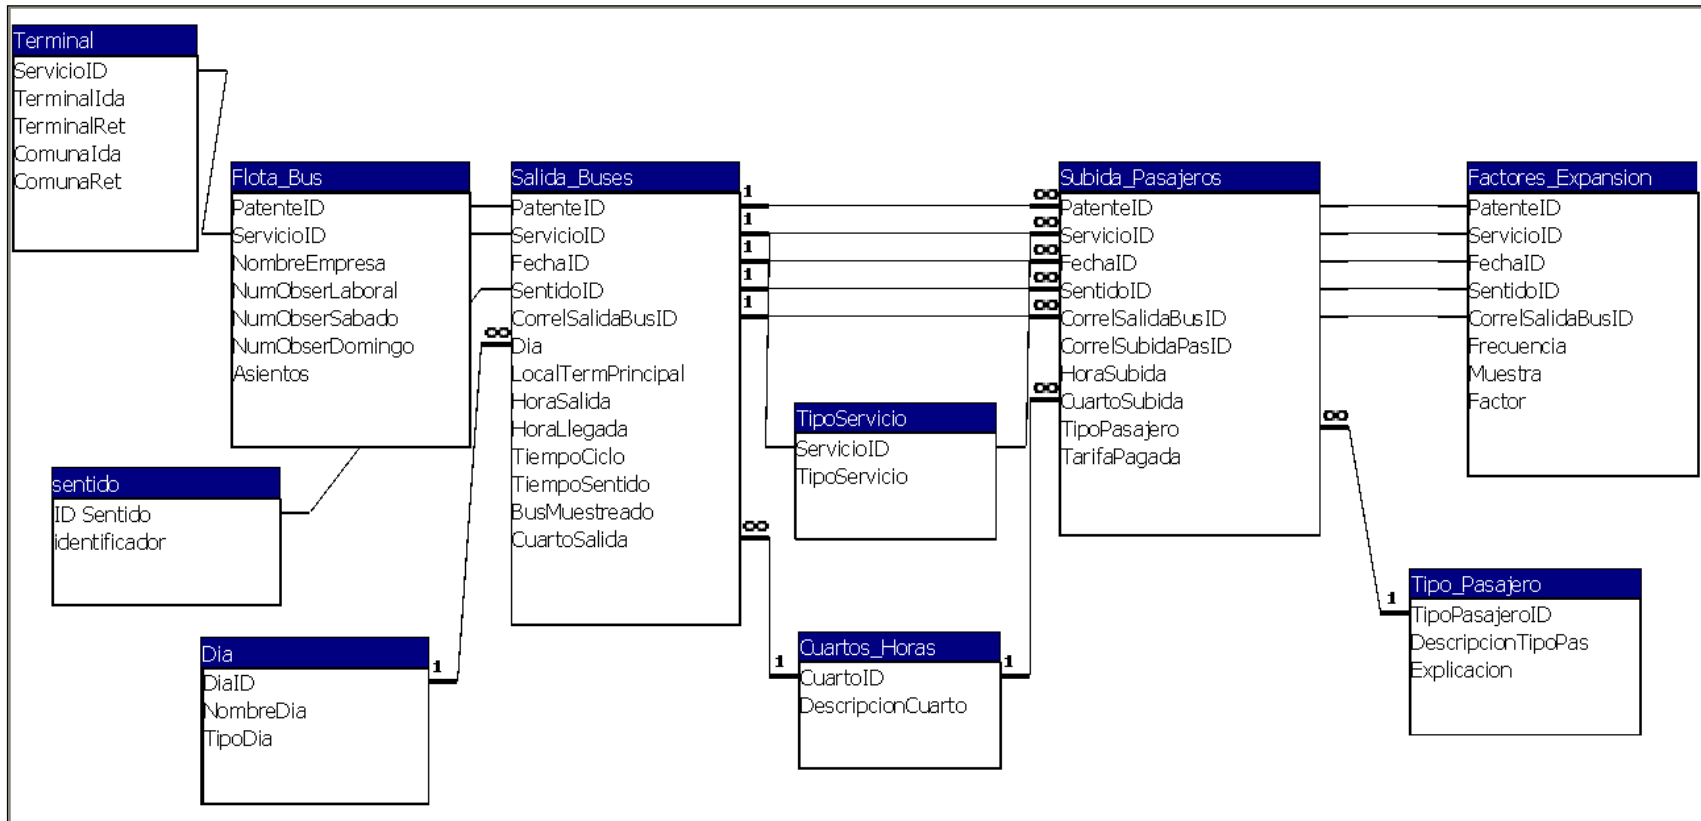 Terminal
ServicioID
TerminalIda
TerminalRet
ComunaIda
ComunaRet
Flota_Bus
PatenteID
ServicioID
NombreEmpresa
NumObserLaboral
NumObserSabado
NumObserDomingo
Asientos
Salida_Buses
PatenteID
ServicioID
FechaID
SentidoID
CorrelSalidaBusID
Dia
LocalTermPrincipal
HoraSalida
HoraLlegada
TiempoCiclo
TiempoSentido
BusMuestreado
CuartoSalida
1
1
1
1
1
∞
∞
∞
∞
∞
∞
∞
∞
Subida_Pasajeros
PatenteID
ServicioID
FechaID
SentidoID
CorrelSalidaBusID
CorrelSubidaPasID
HoraSubida
CuartoSubida
TipoPasajero
TarifaPagada
∞
Factores_Expansion
PatenteID
ServicioID
FechaID
SentidoID
CorrelSalidaBusID
Frecuencia
Muestra
Factor
TipoServicio
ServicioID
TipoServicio
sentido
ID Sentido
identificador
Dia
DiaID
NombreDia
TipoDia
1
Cuartos_Horas
CuartoID
DescripcionCuarto
1
1
Tipo_Pasajero
TipoPasajeroID
DescripcionTipoPas
Explicacion
1